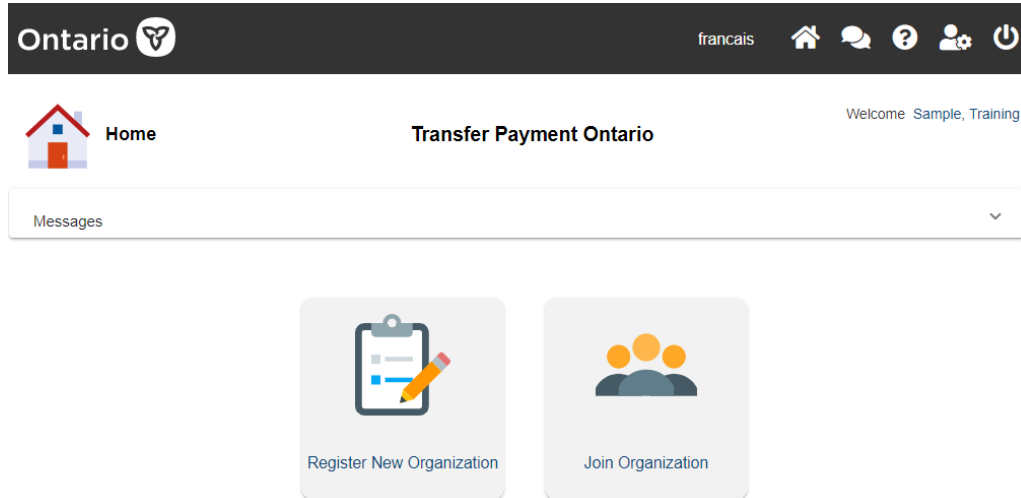 Ontario
francais
Home
Transfer Payment Ontario
Welcome Sample, Training
Messages
Register New Organization
Join Organization